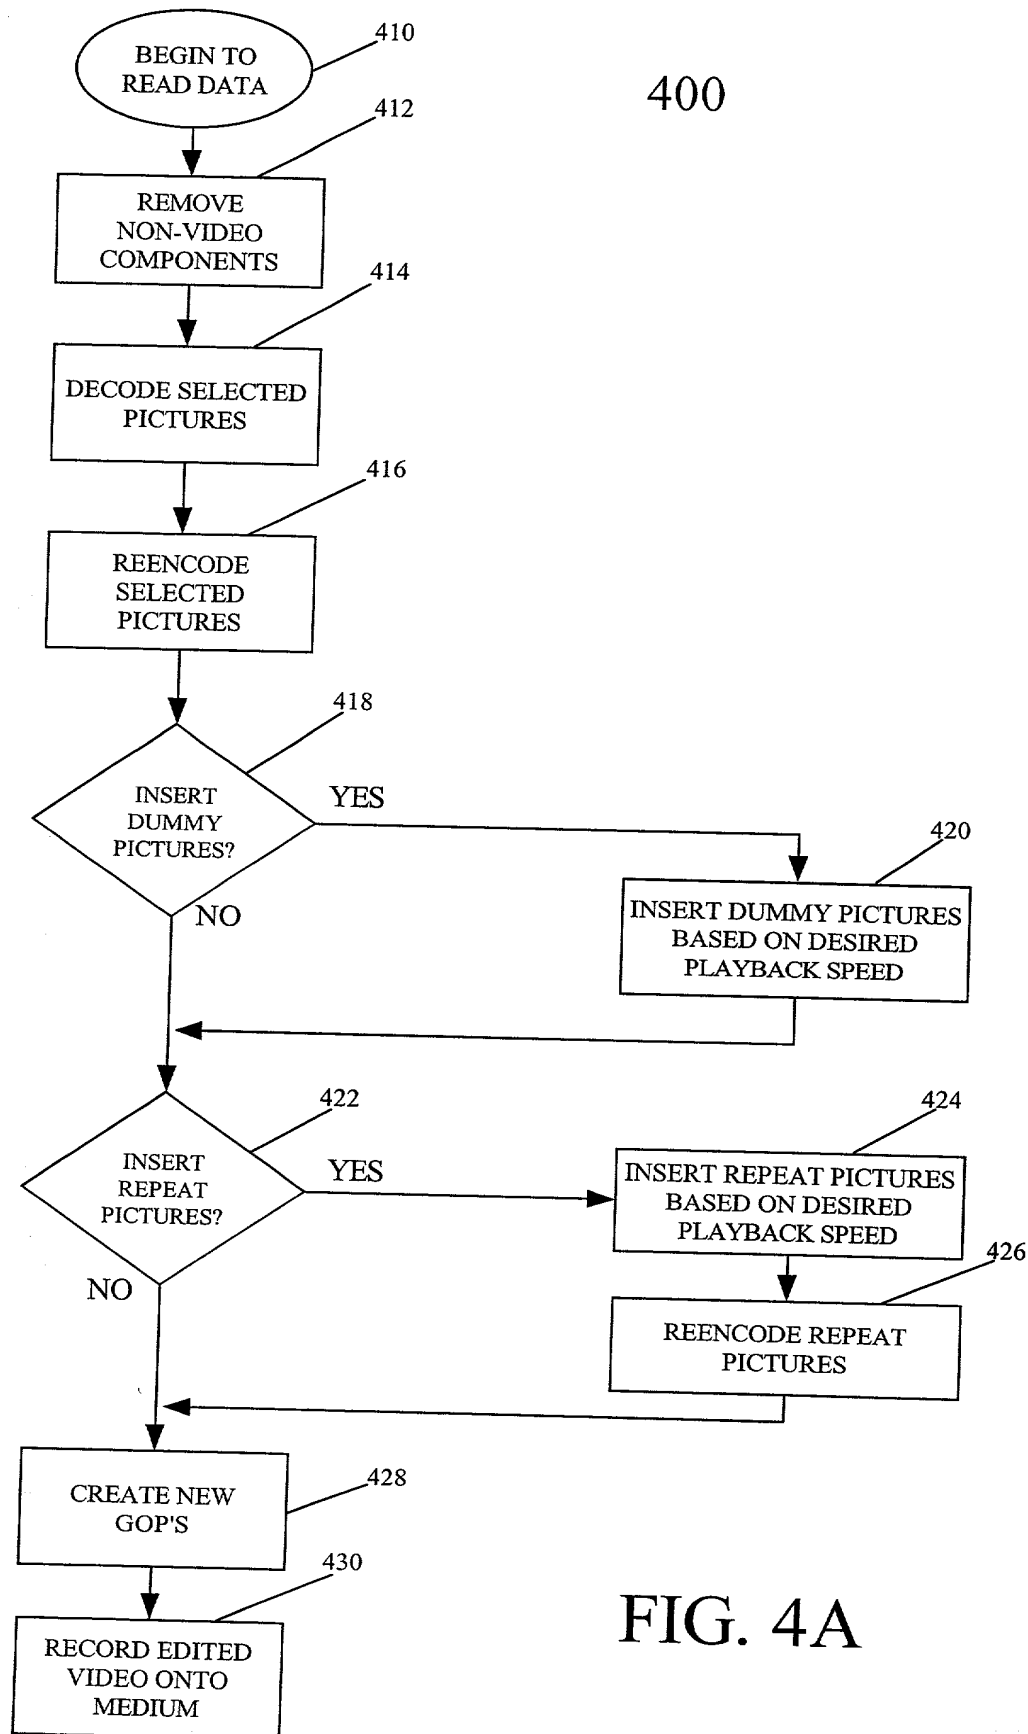 410
BEGIN TO
READ DATA
400
412
REMOVE
NON-VIDEO
COMPONENTS
414
DECODE SELECTED
PICTURES
416
REENCODE
SELECTED
PICTURES
418
INSERT
DUMMY
PICTURES?
YES
NO
420
INSERT DUMMY PICTURES
BASED ON DESIRED
PLAYBACK SPEED
422
INSERT
REPEAT
PICTURES?
YES
NO
424
INSERT REPEAT PICTURES
BASED ON DESIRED
PLAYBACK SPEED
426
REENCODE REPEAT
PICTURES
428
CREATE NEW
GOP'S
430
RECORD EDITED
VIDEO ONTO
MEDIUM
FIG. 4A